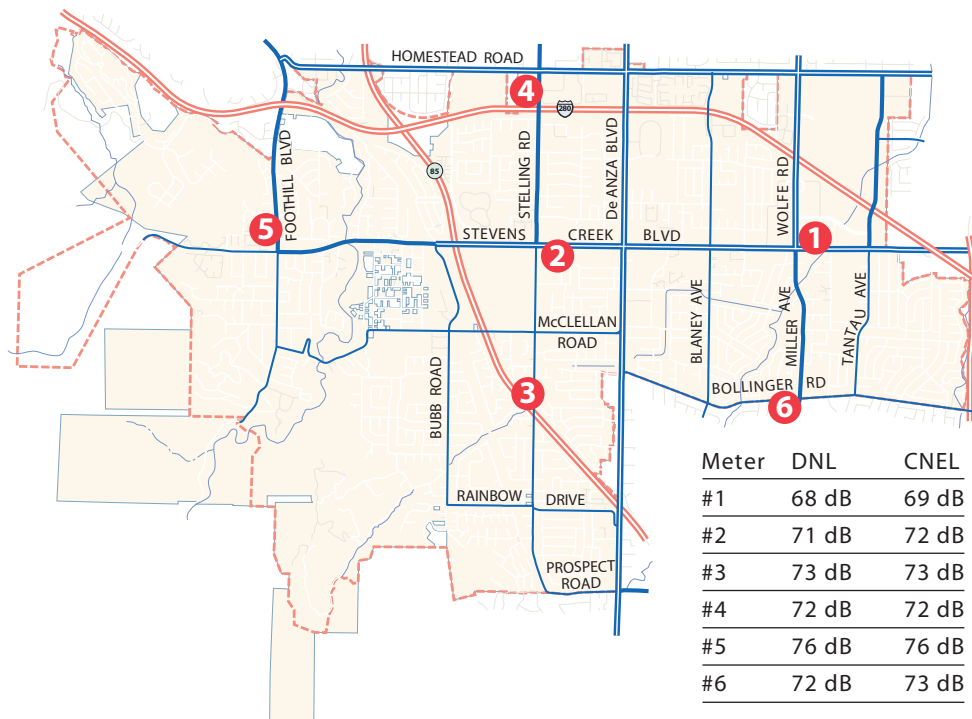 HOMESTEAD ROAD
4
280
85
FOOTHILL BLVD
STELLING RD
DeANZA BLVD
WOLFE RD
5
STEVENS CREEK BLVD
1
2
McCLELLAN
ROAD
BLANEY AVE
MILLER AVE
TANTAU AVE
BUBB ROAD
3
BOLLINGER RD
6
RAINBOW DRIVE
PROSPECT
ROAD
Meter DNL CNEL
#1 68 dB 69 dB
#2 71 dB 72 dB
#3 73 dB 73 dB
#4 72 dB 72 dB
#5 76 dB 76 dB
#6 72 dB 73 dB